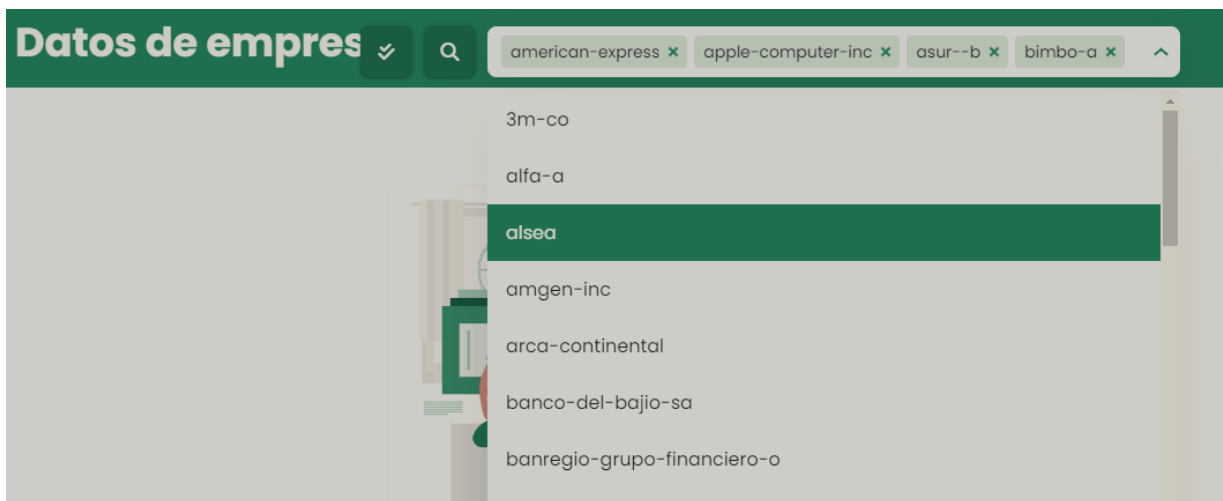 Datos de empres
american-express × apple-computer-inc × asur--b × bimbo-a ×
3m-co
alfa-a
alsea
amgen-inc
arca-continental
banco-del-bajio-sa
banregio-grupo-financiero-o